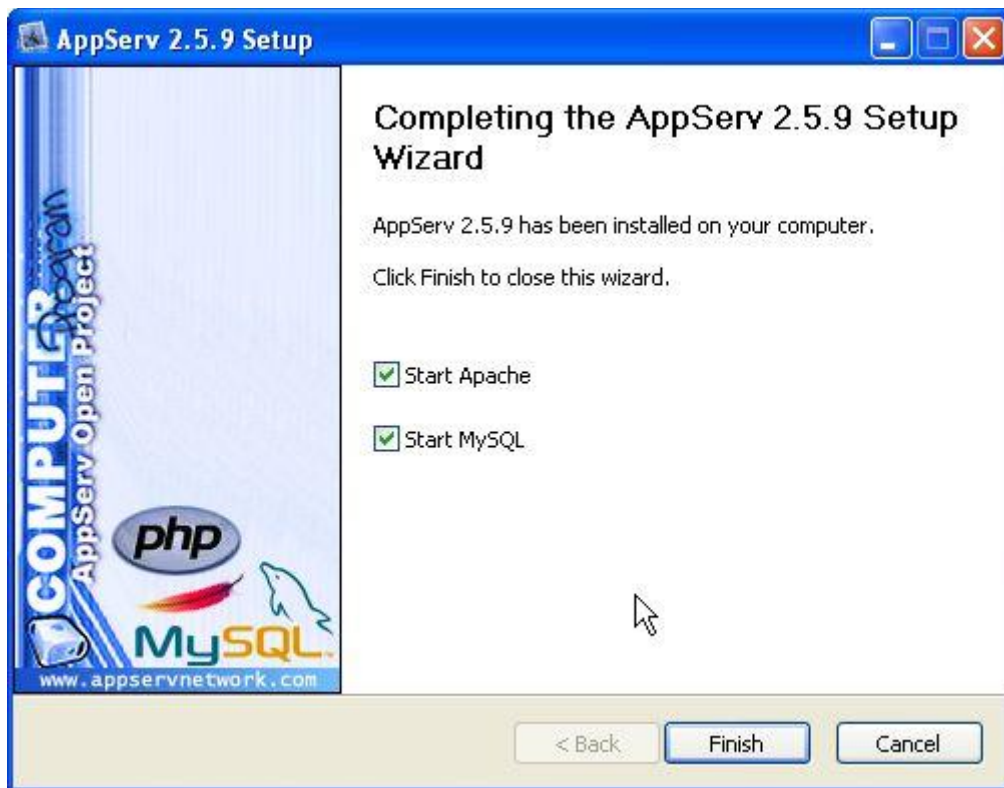 AppServ 2.5.9 Setup
Completing the AppServ 2.5.9 Setup
Wizard
AppServ 2.5.9 has been installed on your computer.
Click Finish to close this wizard.
Start Apache
Start MySQL
COMPUTER
Program
AppServ Open Project
php
MySQL
www.appservnetwork.com
< Back
Finish
Cancel